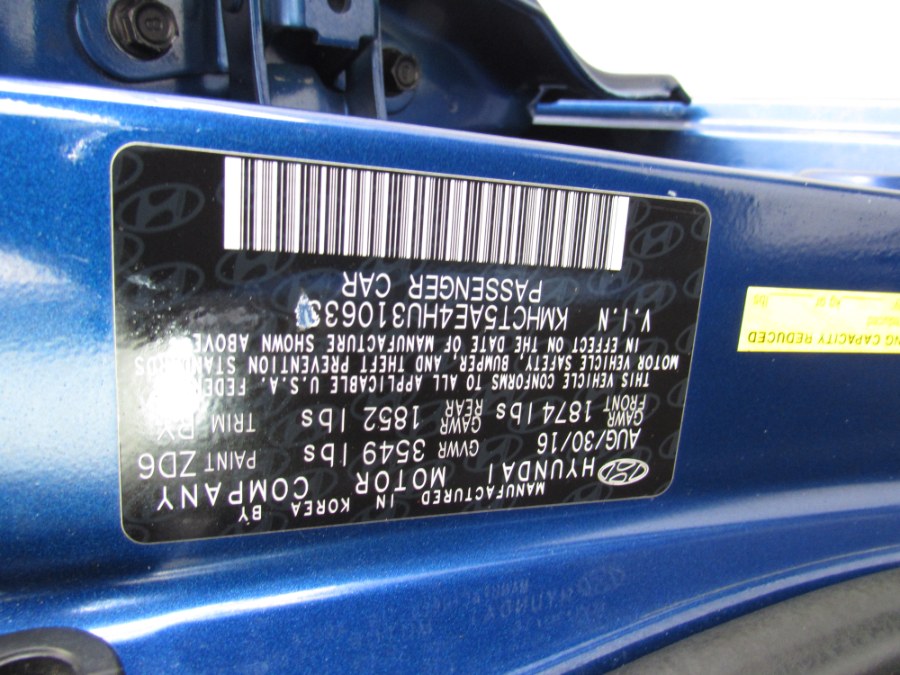 MANUFACTURED IN KOREA BY
HYUNDAI MOTOR COMPANY
AUG/30/16 GVWR 3549 lbs PAINT ZD6
GAWR FRONT 1874 lbs GAWR REAR 1852 lbs TRIM
THIS VEHICLE CONFORMS TO ALL APPLICABLE U.S.A.
MOTOR VEHICLE SAFETY, BUMPER, AND THEFT PREVENTION
IN EFFECT ON THE DATE OF MANUFACTURE SHOWN ABOVE
V.I.N KMHCT5AE4HU31063
PASSENGER CAR
CAPACITY REDUCED